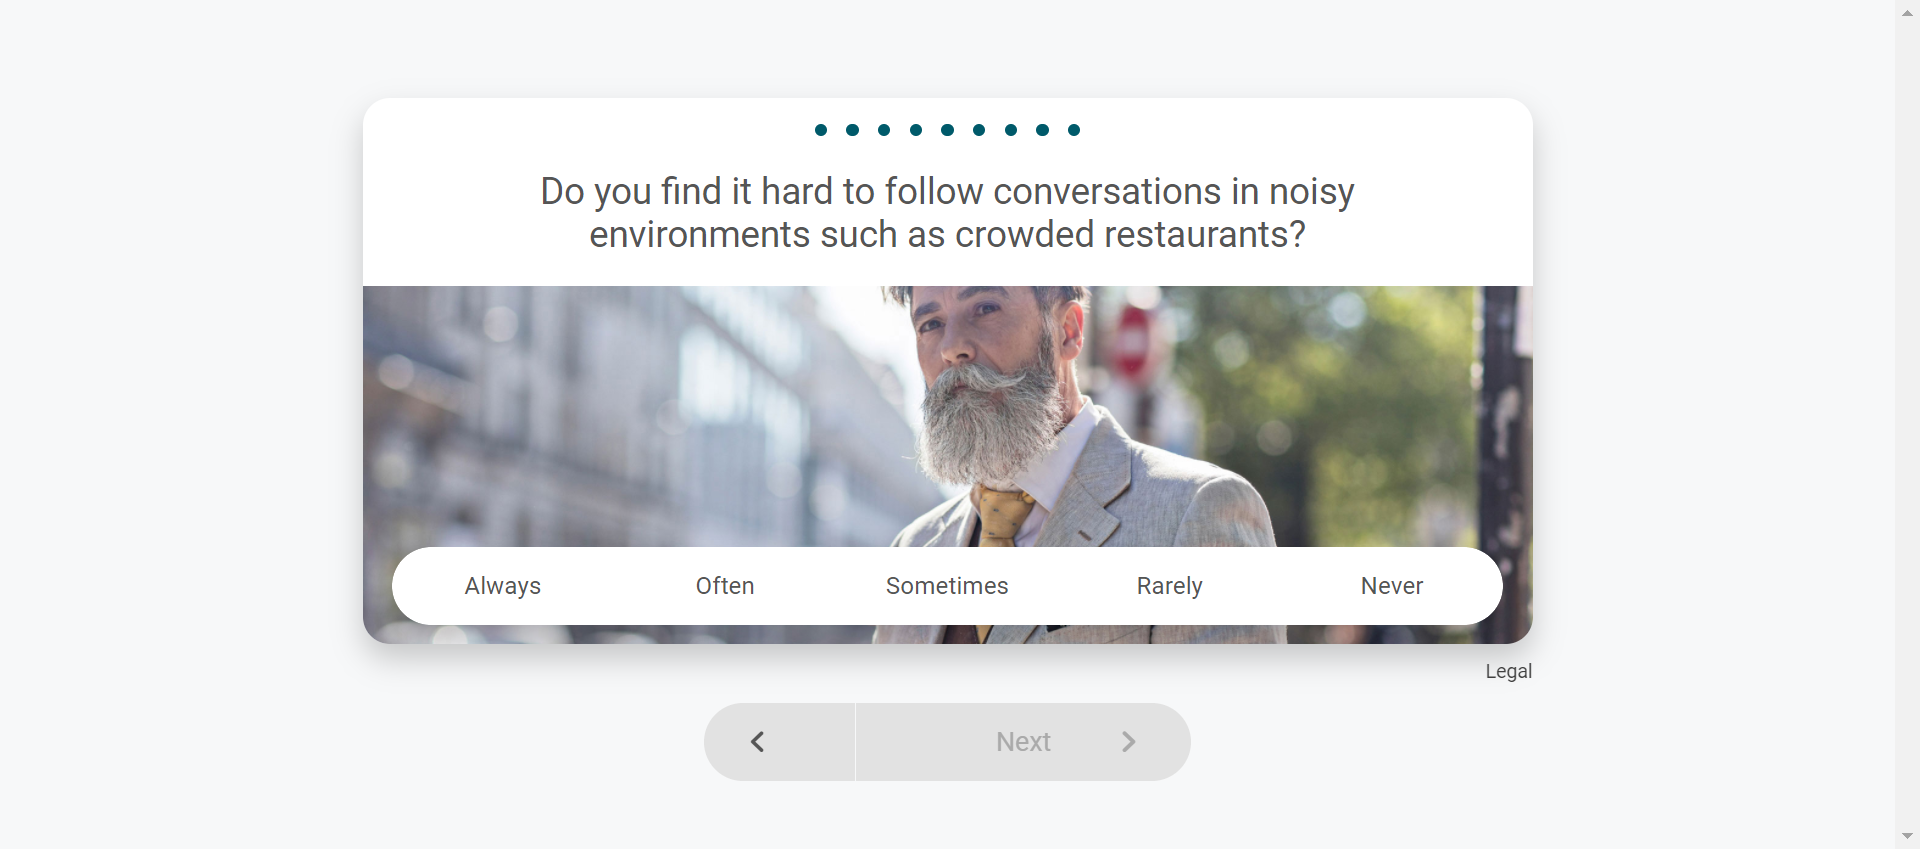 Do you find it hard to follow conversations in noisy
environments such as crowded restaurants?
Always
Often
Sometimes
Rarely
Never
Legal
Next